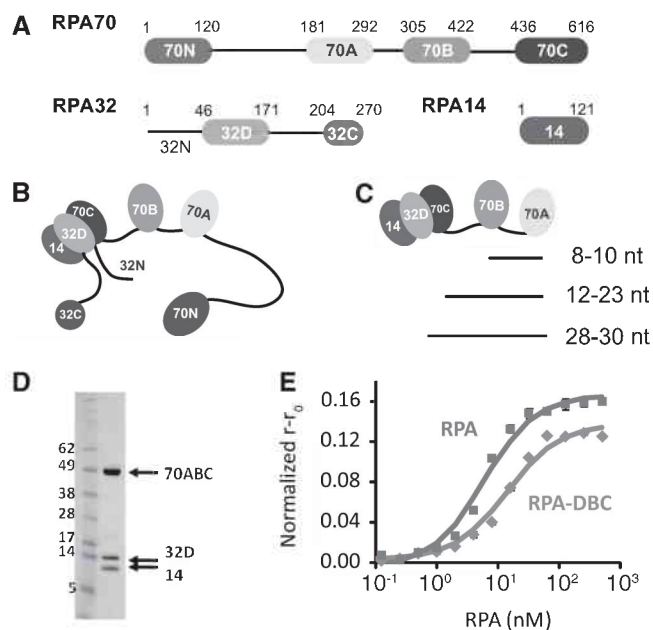 A RPA70 1 120 181 292 305 422 436 616
70N 70A 70B 70C
RPA32 1 46 171 204 270 RPA14 1 121
32N 32D 32C 14
B
70C 70B 70A
32D
14
32N
32C 70N
C
14 32D 70C 70B 70A
8-10 nt
12-23 nt
28-30 nt
D
62
49
38
28
17
14
5
70ABC
32D
14
E
Normalized r-r₀
0.16
0.12
0.08
0.04
0.00
RPA
RPA-DBC
10⁻¹ 10⁰ 10¹ 10² 10³
RPA (nM)